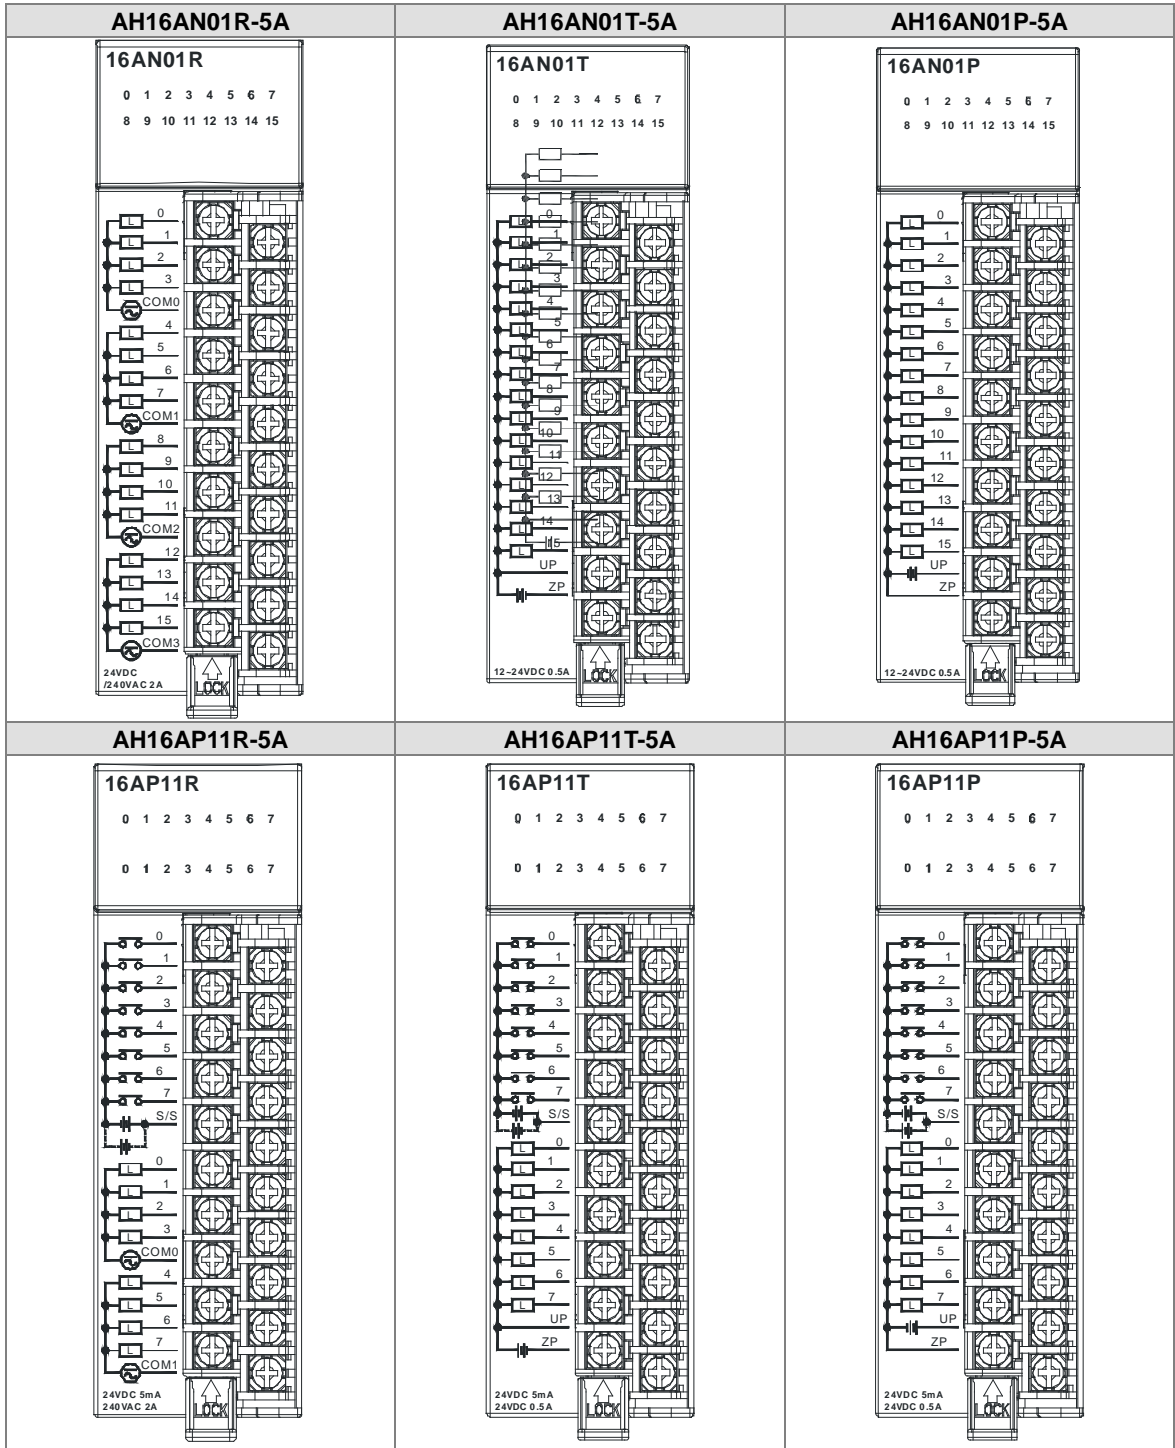 AH16AN01R-5A
16AN01R
0 1 2 3 4 5 6 7
8 9 10 11 12 13 14 15
0
1
2
3
COM0
4
5
6
7
COM1
8
9
10
11
COM2
12
13
14
15
COM3
24VDC
/240VAC 2A
LOCK
AH16AN01T-5A
16AN01T
0 1 2 3 4 5 6 7
8 9 10 11 12 13 14 15
0
1
2
3
4
5
6
7
8
9
10
11
12
13
14
15
UP
ZP
12~24VDC 0.5A
LOCK
AH16AN01P-5A
16AN01P
0 1 2 3 4 5 6 7
8 9 10 11 12 13 14 15
L 0
L 1
L 2
L 3
L 4
L 5
L 6
L 7
L 8
L 9
L 10
L 11
L 12
L 13
L 14
L 15
UP
ZP
12~24VDC 0.5A
LOCK
AH16AP11R-5A
16AP11R
0 1 2 3 4 5 6 7
0 1 2 3 4 5 6 7
0
1
2
3
4
5
6
7
S/S
L 0
L 1
L 2
L 3
COM0
L 4
L 5
L 6
L 7
COM1
24VDC 5mA
240VAC 2A
LOCK
AH16AP11T-5A
16AP11T
0 1 2 3 4 5 6 7
0 1 2 3 4 5 6 7
0
1
2
3
4
5
6
7
S/S
L 0
L 1
L 2
L 3
L 4
L 5
L 6
L 7
UP
ZP
24VDC 5mA
24VDC 0.5A
LOCK
AH16AP11P-5A
16AP11P
0 1 2 3 4 5 6 7
0 1 2 3 4 5 6 7
0
1
2
3
4
5
6
7
S/S
L 0
L 1
L 2
L 3
L 4
L 5
L 6
L 7
UP
ZP
24VDC 5mA
24VDC 0.5A
LOCK